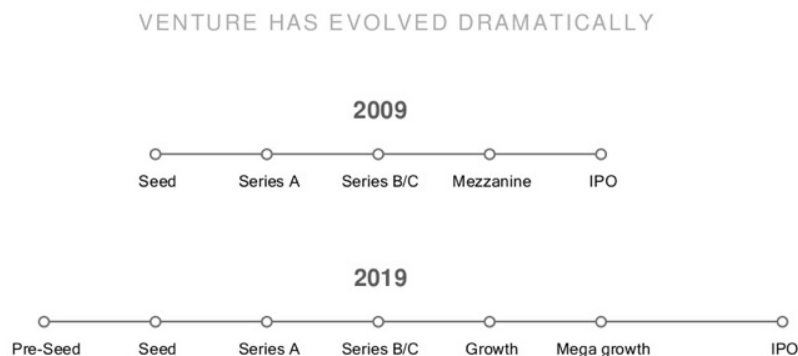 VENTURE HAS EVOLVED DRAMATICALLY
2009
Seed Series A Series B/C Mezzanine IPO
2019
Pre-Seed Seed Series A Series B/C Growth Mega growth IPO